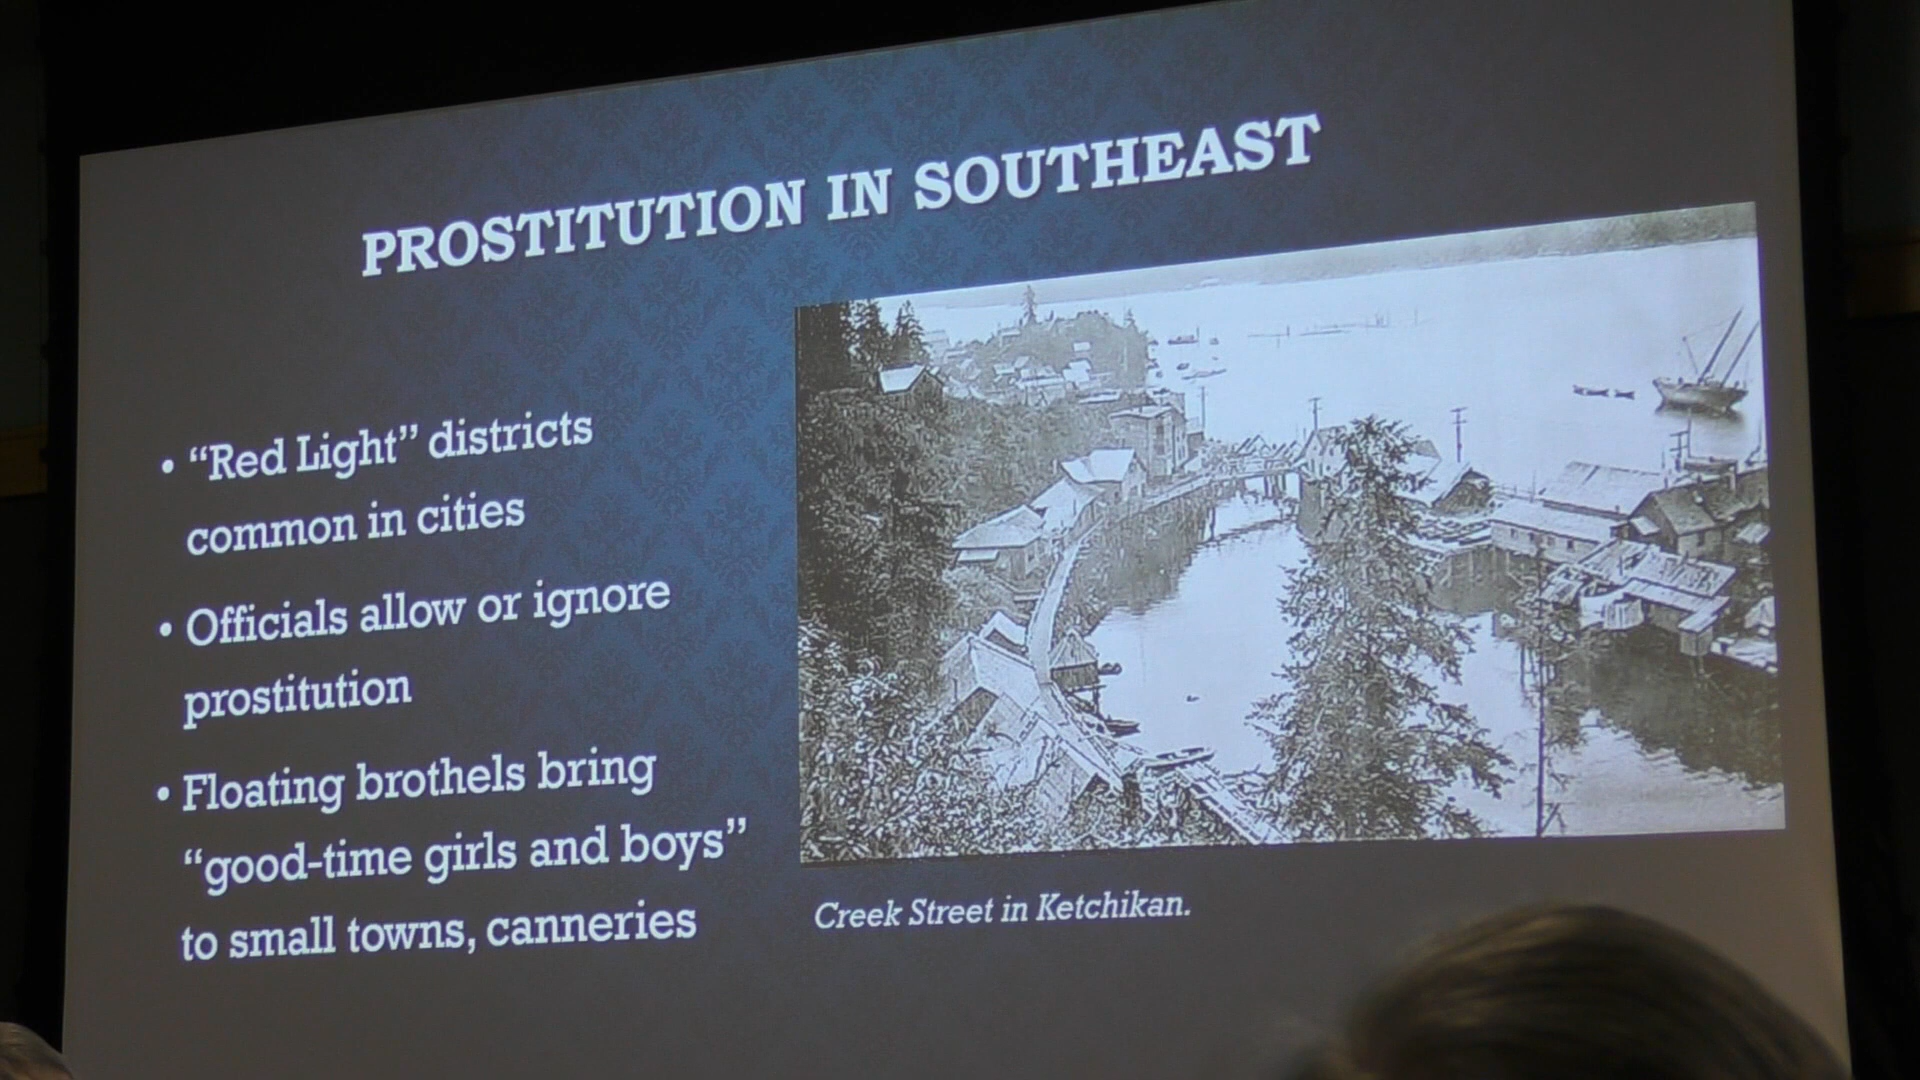 PROSTITUTION IN SOUTHEAST
• “Red Light” districts
common in cities
• Officials allow or ignore
prostitution
• Floating brothels bring
“good-time girls and boys”
to small towns, canneries
Creek Street in Ketchikan.